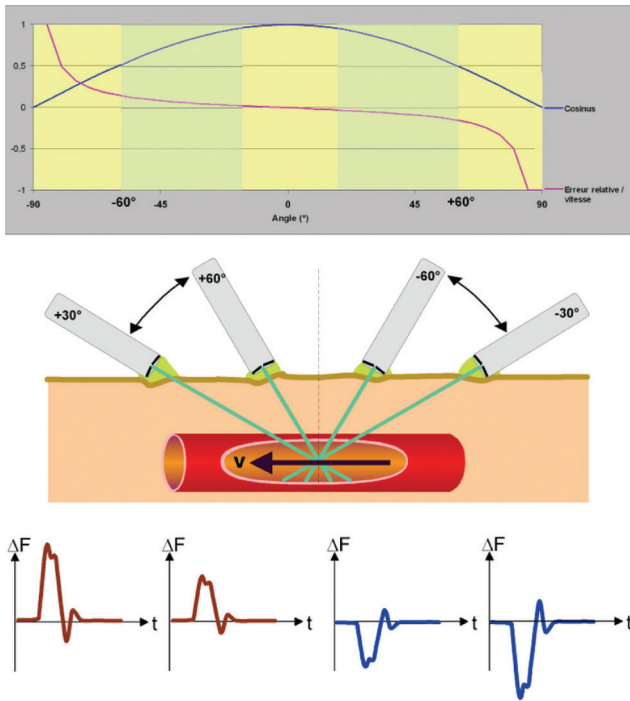 1
0,5
0
-0,5
-1
Cosinus
Erreur relative / vitesse
-90 -60° -45 0 45 +60° 90
Angle (°)
+30° +60° -60° -30°
v
ΔF ΔF ΔF ΔF
t t t t